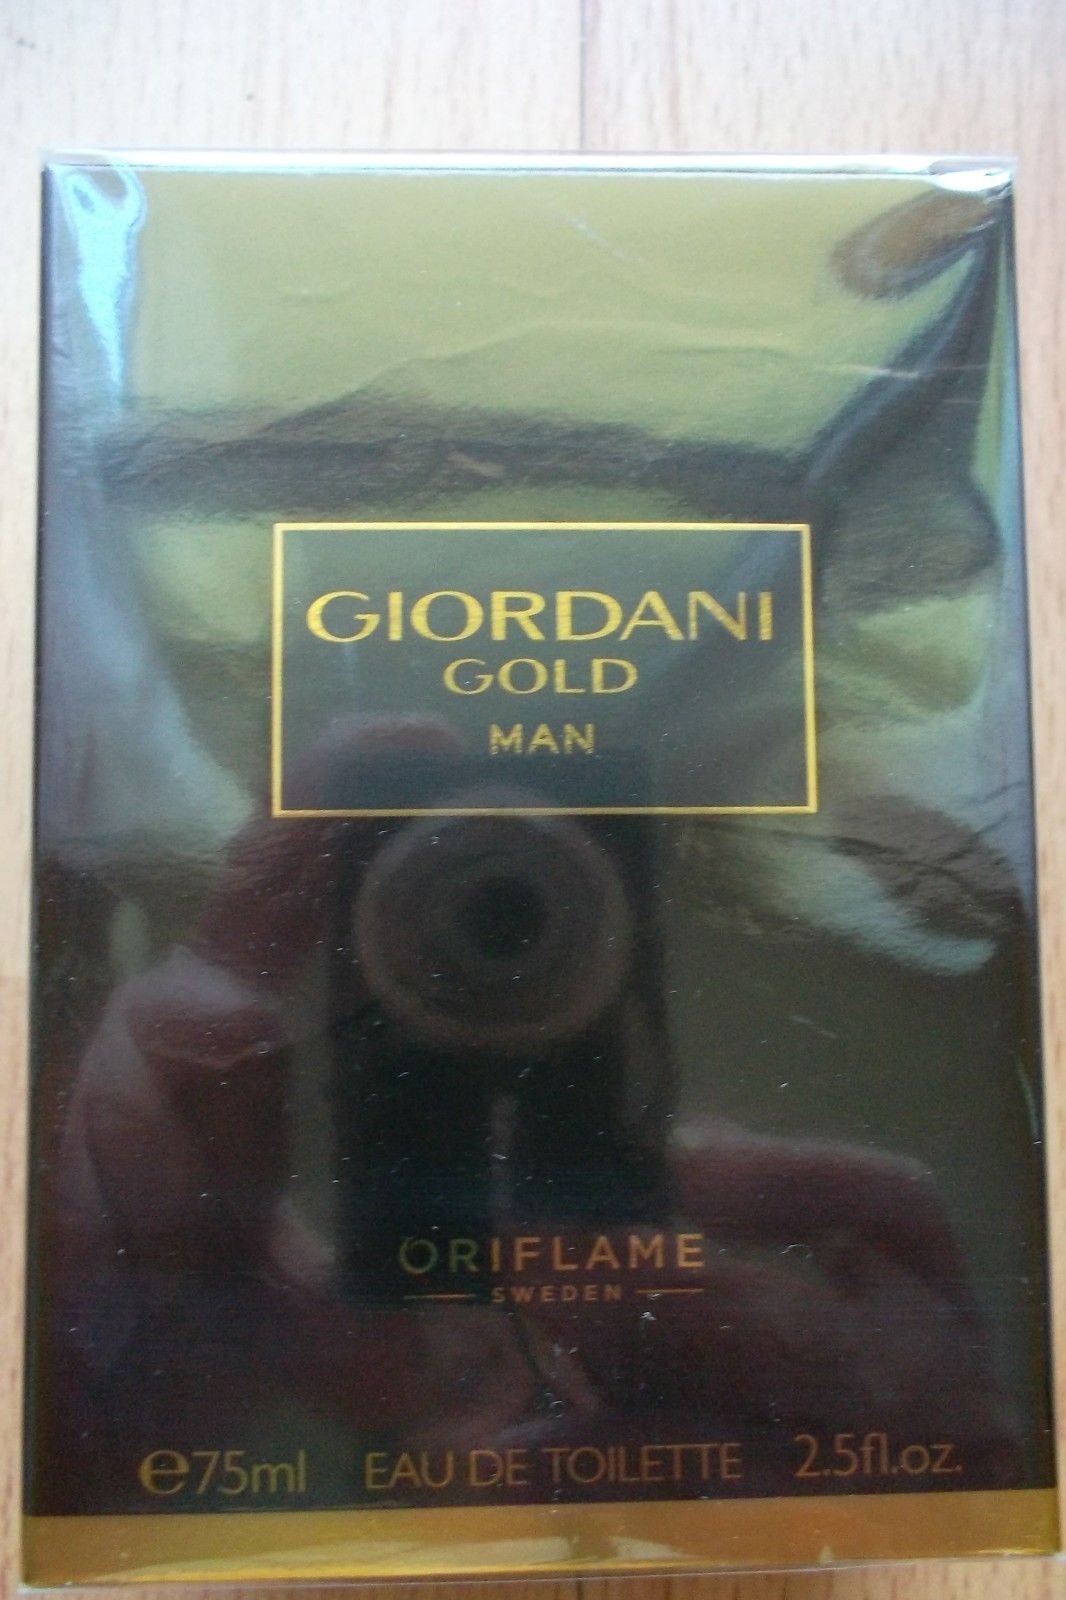 GIORDANI
GOLD
MAN
ORIFLAME
SWEDEN
℮75ml EAU DE TOILETTE 2.5fl.oz.